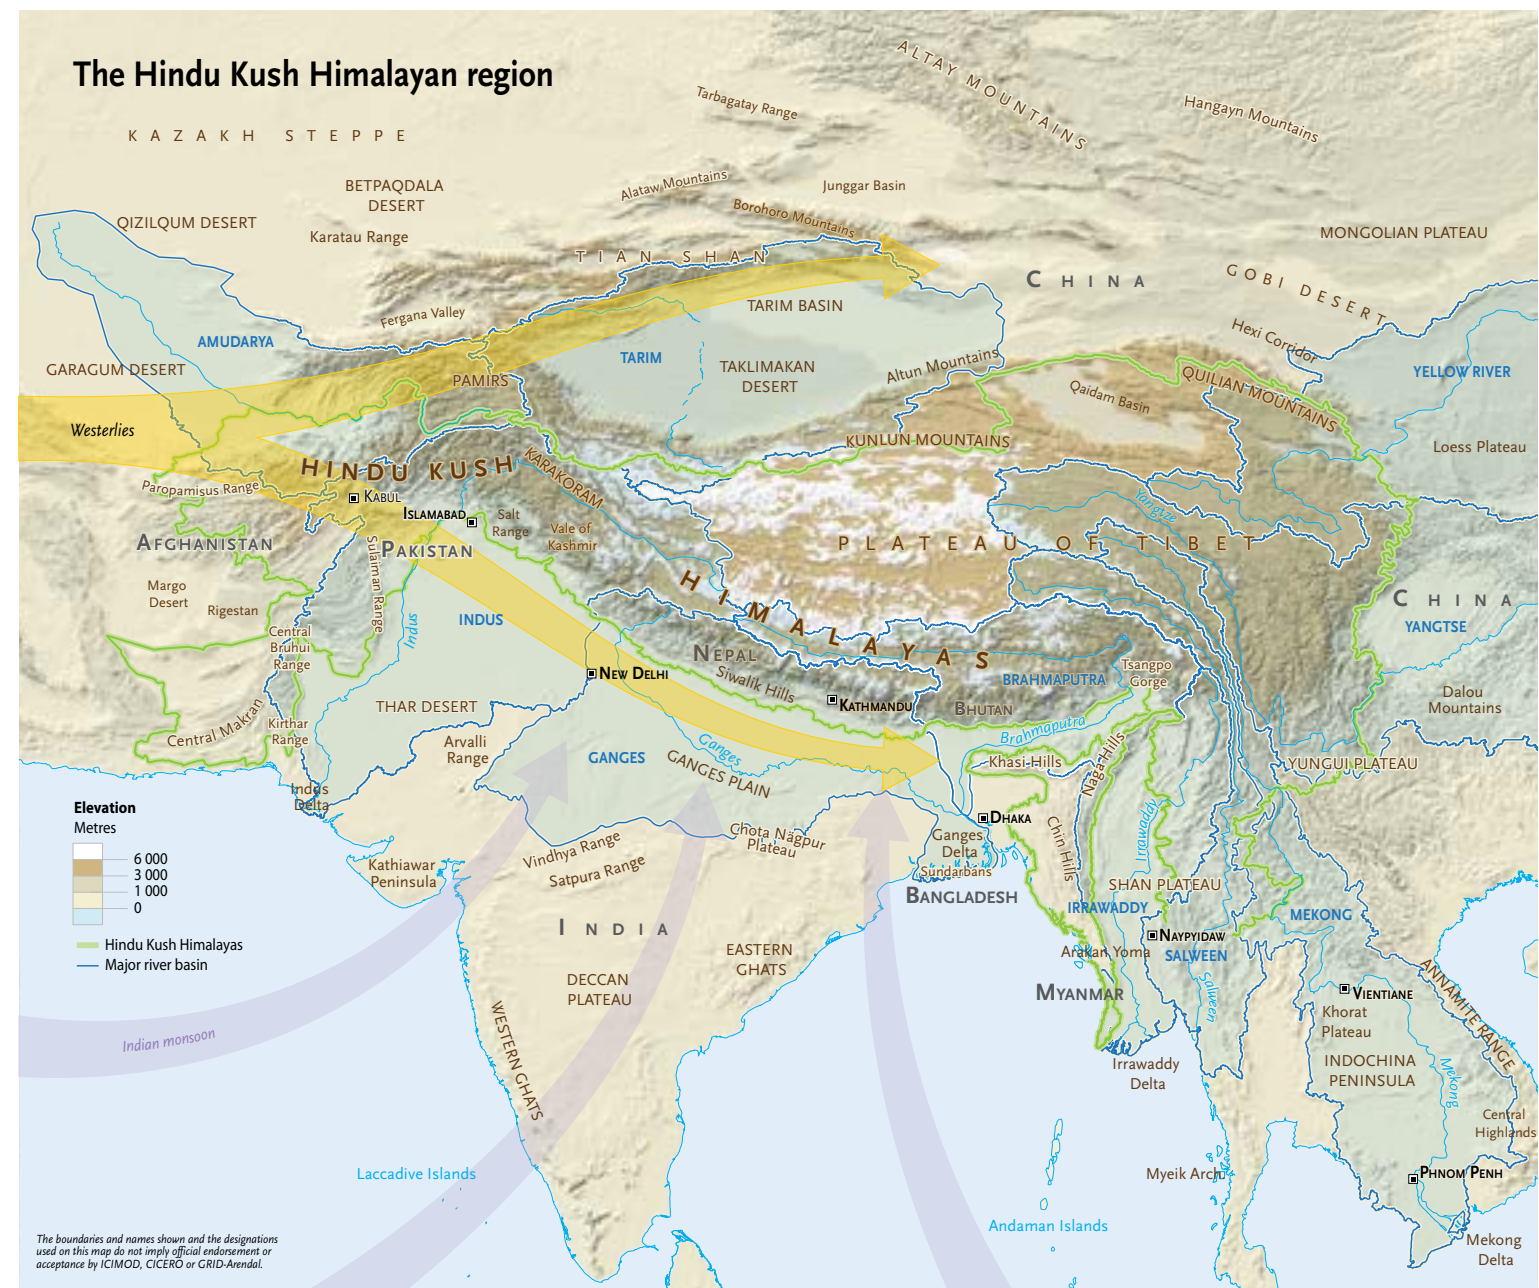 The Hindu Kush Himalayan region
ALTAY MOUNTAINS
Tarbagatay Range
Hangayn Mountains
KAZAKH STEPPE
BETPAQDALA
DESERT
Alataw Mountains
Junggar Basin
QIZILQUM DESERT
Karatau Range
Borohoro Mountains
MONGOLIAN PLATEAU
TIAN SHAN
CHINA
GOBI DESERT
Fergana Valley
TARIM BASIN
AMUDARYA
Hexi Corridor
GARAGUM DESERT
TARIM
TAKLIMAKAN
DESERT
Altun Mountains
YELLOW RIVER
PAMIRS
Qaidam Basin
QUILIAN MOUNTAINS
Westerlies
KUNLUN MOUNTAINS
Loess Plateau
HINDU KUSH
KARAKORAM
Paropamisus Range
KABUL
ISLAMABAD
Salt
Range
Vale of
Kashmir
Yangtze
AFGHANISTAN
PAKISTAN
PLATEAU OF TIBET
Sulaiman Range
Margo
Desert
Rigestan
HIMALAYAS
CHINA
INDUS
Indus
YANGTSE
Central
Bruhui
Range
NEPAL
Tsangpo
Gorge
NEW DELHI
Siwalik Hills
BRAHMAPUTRA
Dalou
Mountains
THAR DESERT
KATHMANDU
BHUTAN
Central Makran
Kirthar
Range
Brahmaputra
Arvalli
Range
GANGES
Ganges
GANGES PLAIN
Khasi-Hills
Naga-Hills
YUNGUI PLATEAU
Indus
Delta
Elevation
Metres
6 000
3 000
1 000
0
Hindu Kush Himalayas
Major river basin
DHAKA
Chin Hills
Irrawaddy
Vindhya Range
Chota Nägpur
Plateau
Ganges
Delta
Sundarbans
Kathiawar
Peninsula
Satpura Range
SHAN PLATEAU
BANGLADESH
IRRAWADDY
MEKONG
INDIA
NAYPYIDAW
EASTERN
GHATS
Arakan Yoma
SALWEEN
DECCAN
PLATEAU
MYANMAR
Salween
VIENTIANE
ANNAMITE RANGE
Khorat
Plateau
WESTERN GHATS
Indian monsoon
Irrawaddy
Delta
INDOCHINA
PENINSULA
Mekong
Central
Highlands
Laccadive Islands
Myeik Arch.
PHNOM PENH
Andaman Islands
Mekong
Delta
The boundaries and names shown and the designations
used on this map do not imply official endorsement or
acceptance by ICIMOD, CICERO or GRID-Arendal.